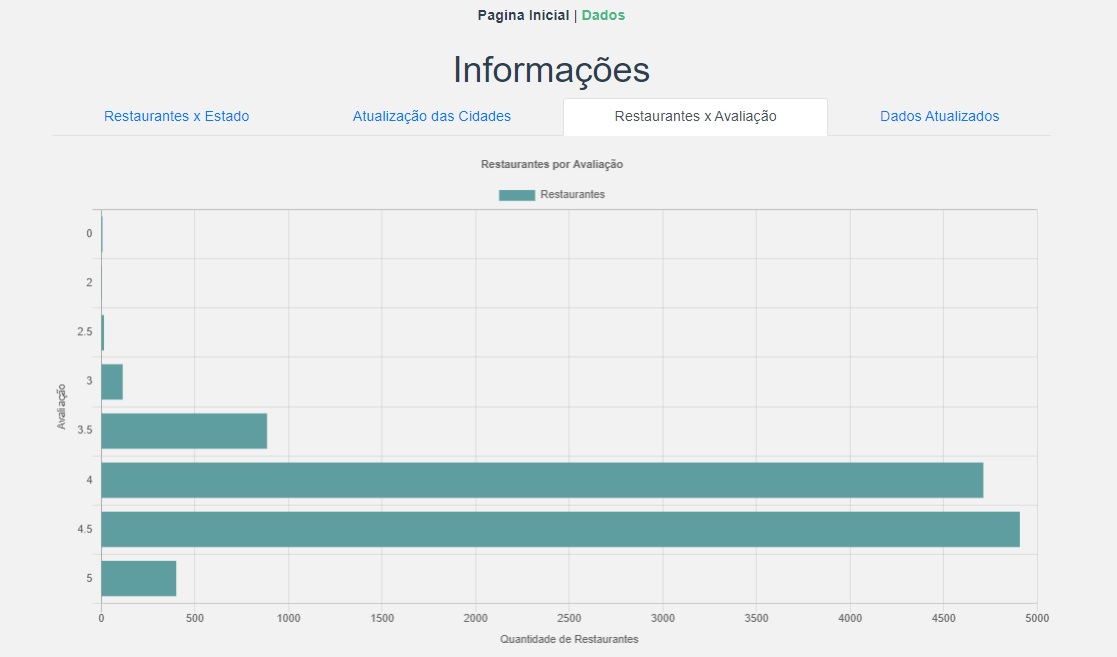 Pagina Inicial | Dados
Informações
Restaurantes x Estado
Atualização das Cidades
Restaurantes x Avaliação
Dados Atualizados
Restaurantes por Avaliação
Restaurantes
Avaliação
0
2
2.5
3
3.5
4
4.5
5
0 500 1000 1500 2000 2500 3000 3500 4000 4500 5000
Quantidade de Restaurantes